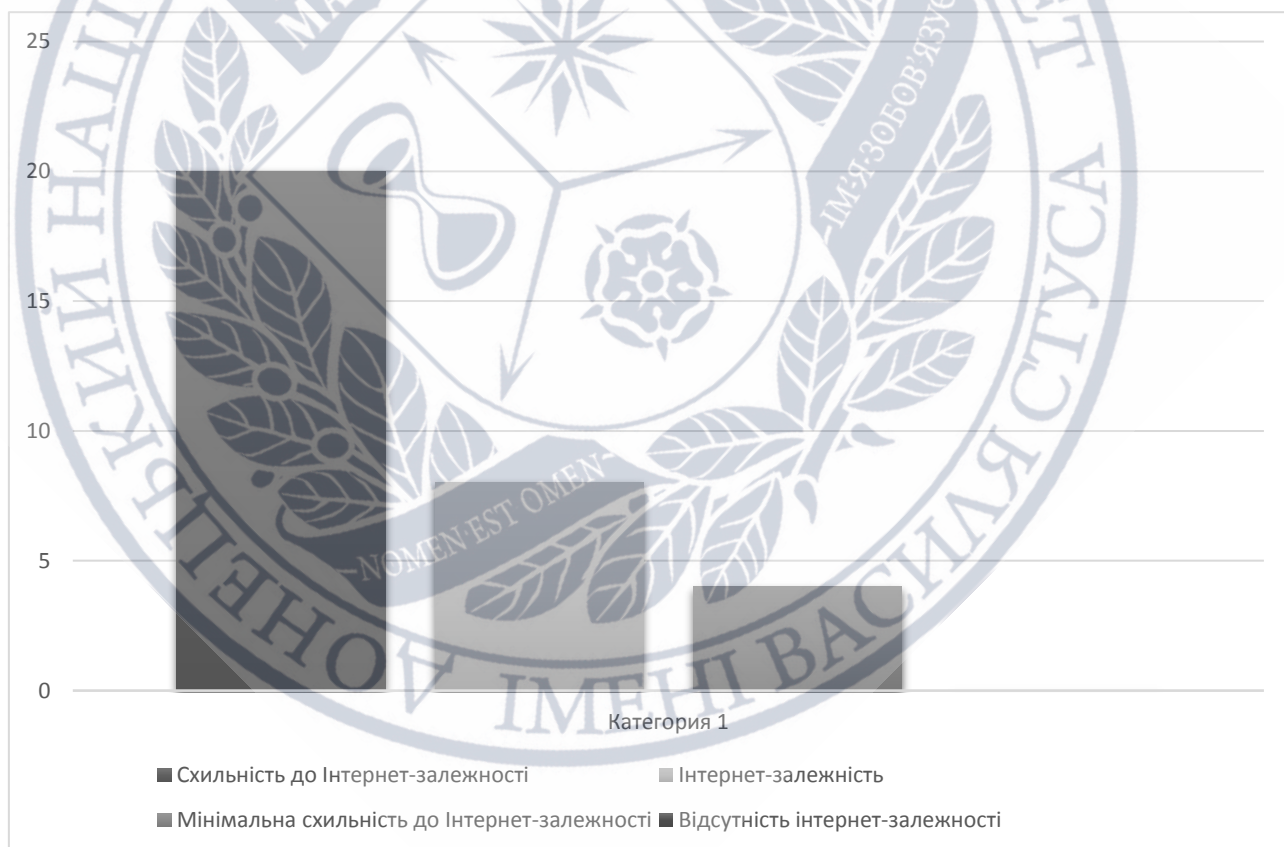 25
20
15
10
5
0
Категория 1
Схильність до Інтернет-залежності
Інтернет-залежність
Мінімальна схильність до Інтернет-залежності
Відсутність інтернет-залежності
ІМ'Я·ЗОБОВ'ЯЗУЄ
NOMEN·EST OMEN
ІМЕНІ ВАСИЛЯ СТУСА